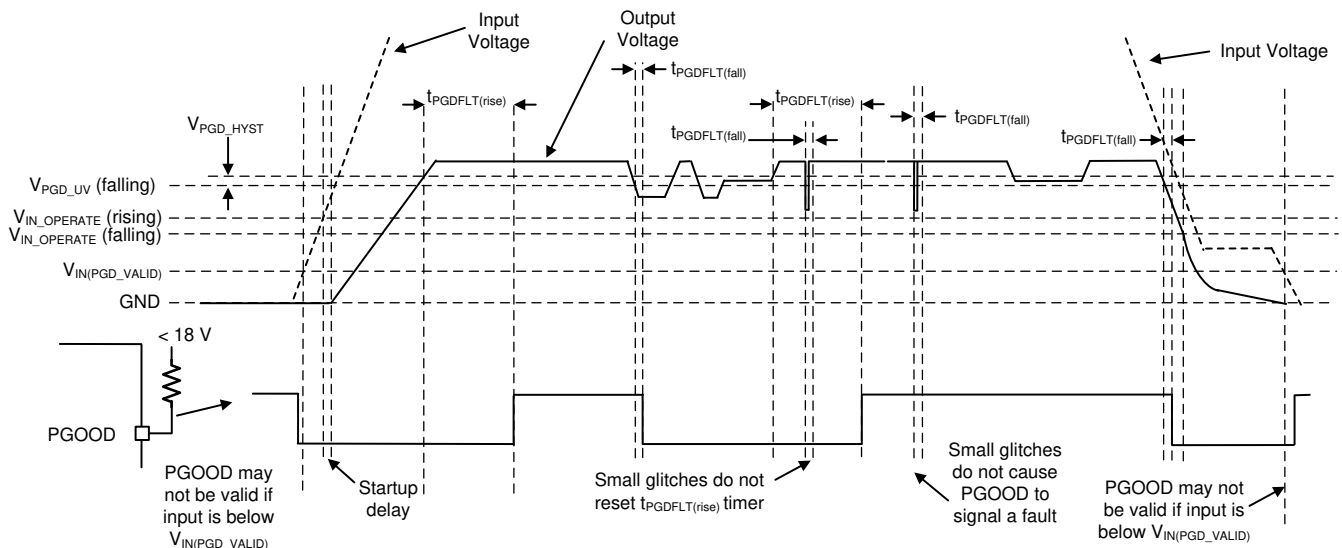 Input
Voltage
Output
Voltage
Input Voltage
tPGDFLT(fall)
tPGDFLT(rise)
tPGDFLT(rise)
tPGDFLT(fall)
tPGDFLT(fall)
tPGDFLT(fall)
VPGD_HYST
VPGD_UV (falling)
VIN_OPERATE (rising)
VIN_OPERATE (falling)
VIN(PGD_VALID)
GND
< 18 V
PGOOD
PGOOD may
not be valid if
input is below
VIN(PGD_VALID)
Startup
delay
Small glitches do not
reset tPGDFLT(rise) timer
Small glitches
do not cause
PGOOD to
signal a fault
PGOOD may not
be valid if input is
below VIN(PGD_VALID)